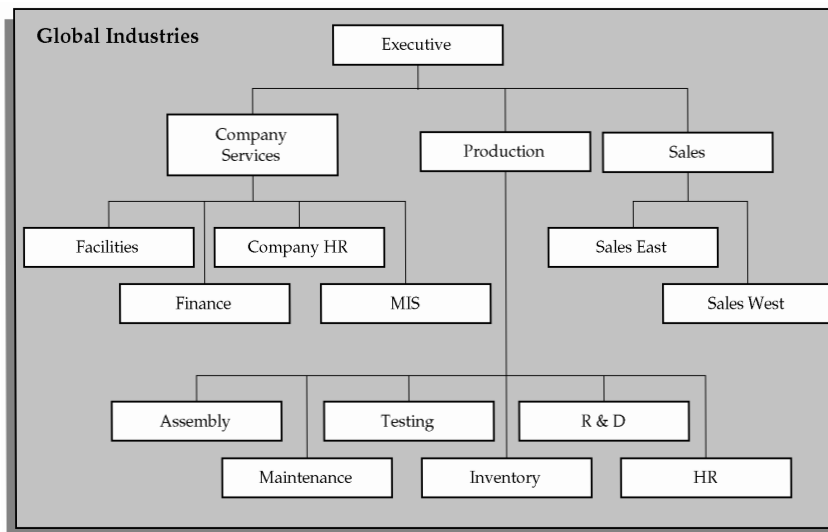 Global Industries
Executive
Company
Services
Production
Sales
Facilities
Company HR
Sales East
Finance
MIS
Sales West
Assembly
Testing
R & D
Maintenance
Inventory
HR